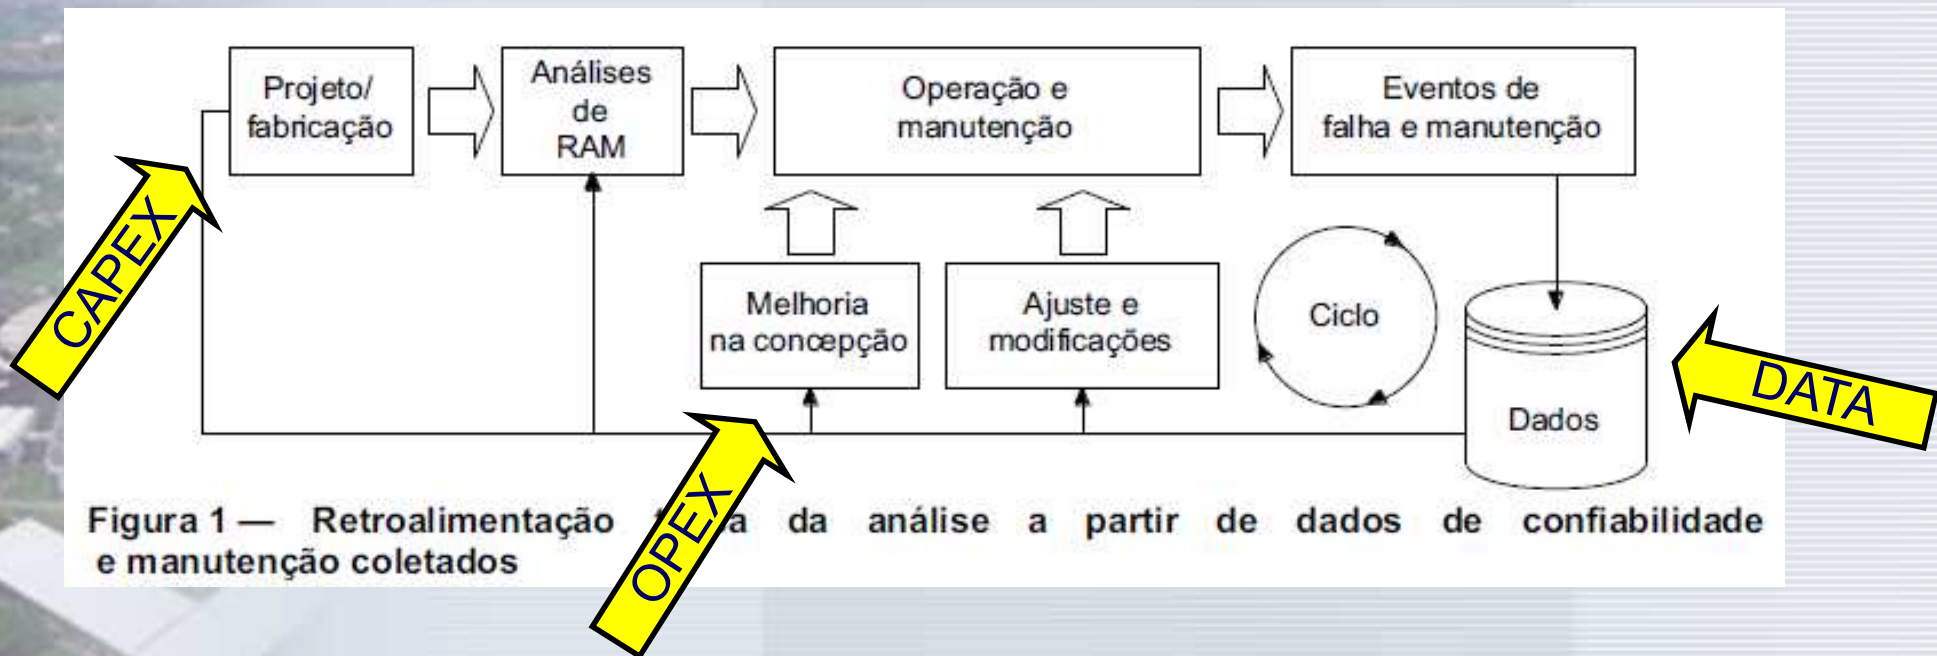 Projeto/
fabricação
Análises
de
RAM
Operação e
manutenção
Eventos de
falha e manutenção
CAPEX
Melhoria
na concepção
Ajuste e
modificações
Ciclo
Dados
DATA
OPEX
Figura 1 — Retroalimentação da análise a partir de dados de confiabilidade
e manutenção coletados